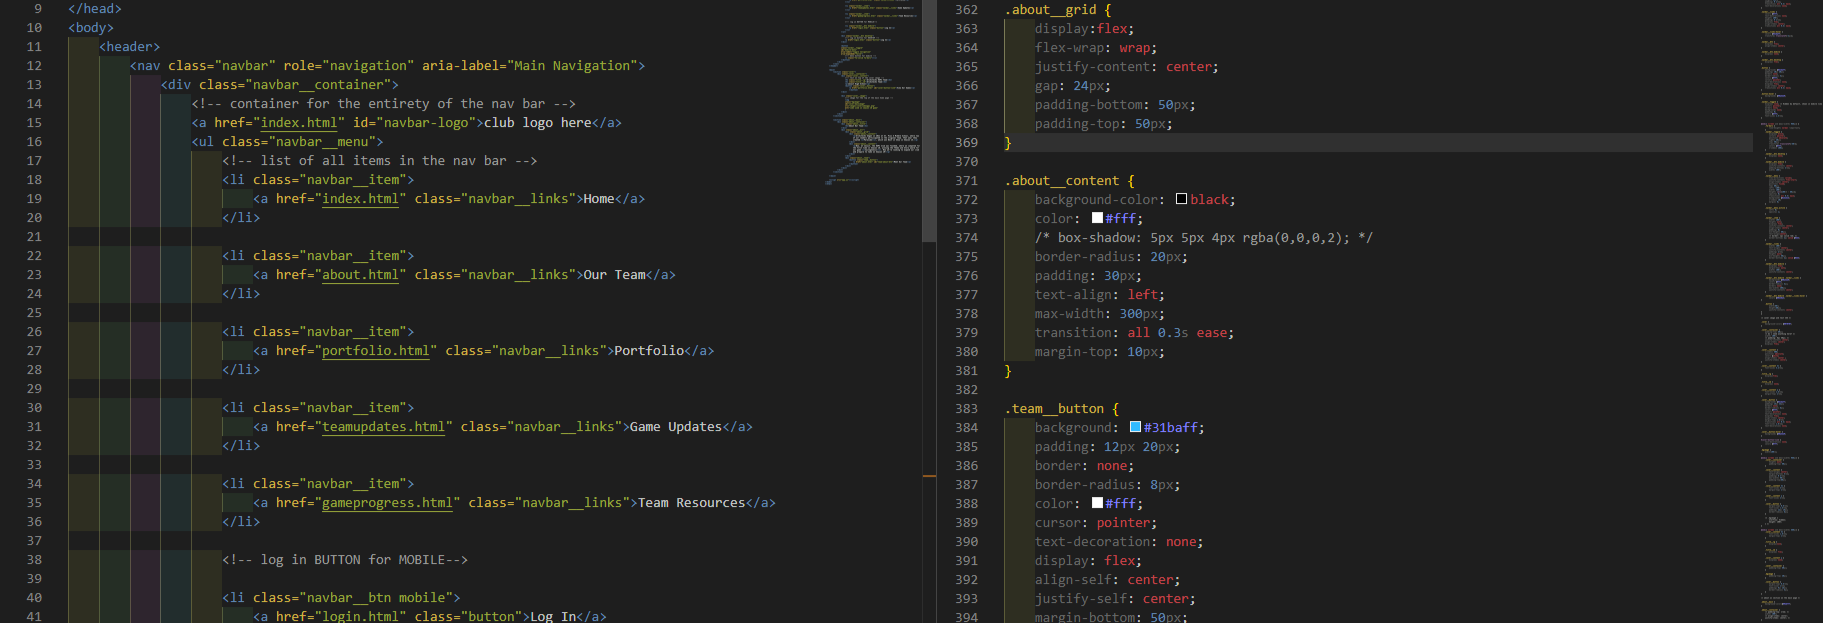 9 </head>
10 <body>
11 <header>
12 <nav class="navbar" role="navigation" aria-label="Main Navigation">
13 <div class="navbar__container">
14 <!-- container for the entirety of the nav bar -->
15 <a href="index.html" id="navbar-logo">club logo here</a>
16 <ul class="navbar__menu">
17 <!-- list of all items in the nav bar -->
18 <li class="navbar__item">
19 <a href="index.html" class="navbar__links">Home</a>
20 </li>
21
22 <li class="navbar__item">
23 <a href="about.html" class="navbar__links">Our Team</a>
24 </li>
25
26 <li class="navbar__item">
27 <a href="portfolio.html" class="navbar__links">Portfolio</a>
28 </li>
29
30 <li class="navbar__item">
31 <a href="teamupdates.html" class="navbar__links">Game Updates</a>
32 </li>
33
34 <li class="navbar__item">
35 <a href="gameprogress.html" class="navbar__links">Team Resources</a>
36 </li>
37
38 <!-- log in BUTTON for MOBILE-->
39
40 <li class="navbar__btn mobile">
41 <a href="login.html" class="button">Log In</a>
362 .about__grid {
363 display:flex;
364 flex-wrap: wrap;
365 justify-content: center;
366 gap: 24px;
367 padding-bottom: 50px;
368 padding-top: 50px;
369 }
370
371 .about__content {
372 background-color: black;
373 color: #fff;
374 /* box-shadow: 5px 5px 4px rgba(0,0,0,2); */
375 border-radius: 20px;
376 padding: 30px;
377 text-align: left;
378 max-width: 300px;
379 transition: all 0.3s ease;
380 margin-top: 10px;
381 }
382
383 .team__button {
384 background: #31baff;
385 padding: 12px 20px;
386 border: none;
387 border-radius: 8px;
388 color: #fff;
389 cursor: pointer;
390 text-decoration: none;
391 display: flex;
392 align-self: center;
393 justify-self: center;
394 margin-bottom: 50px;